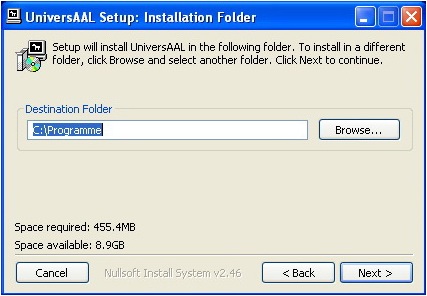 UniversAAL Setup: Installation Folder
Setup will install UniversAAL in the following folder. To install in a different
folder, click Browse and select another folder. Click Next to continue.
Destination Folder
C:\Programme
Browse...
Space required: 455.4MB
Space available: 8.9GB
Cancel
Nullsoft Install System v2.46
< Back
Next >